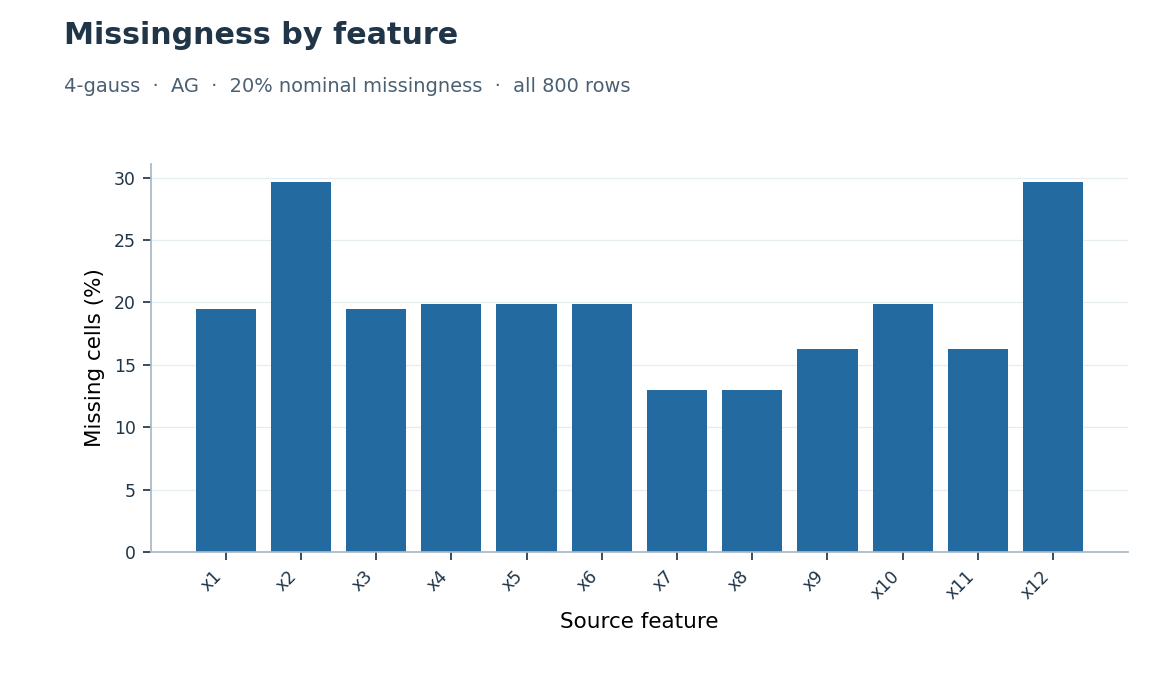 Missingness by feature
4-gauss · AG · 20% nominal missingness · all 800 rows
30
25
20
15
10
5
0
Missing cells (%)
x1 x2 x3 x4 x5 x6 x7 x8 x9 x10 x11 x12
Source feature